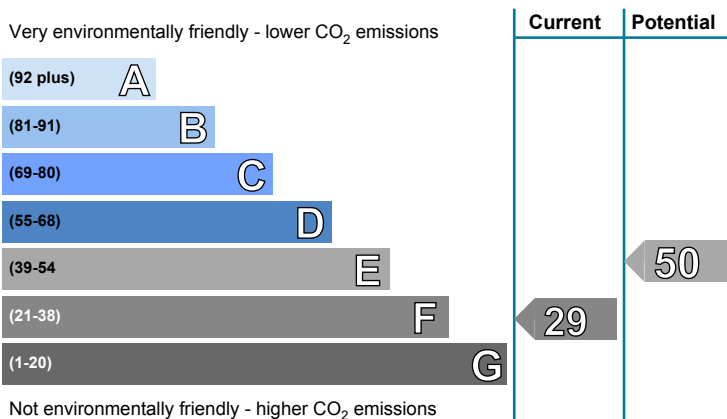 Very environmentally friendly - lower CO2 emissions
Current
Potential
(92 plus) A
(81-91) B
(69-80) C
(55-68) D
(39-54 E
50
(21-38) F
29
(1-20) G
Not environmentally friendly - higher CO2 emissions